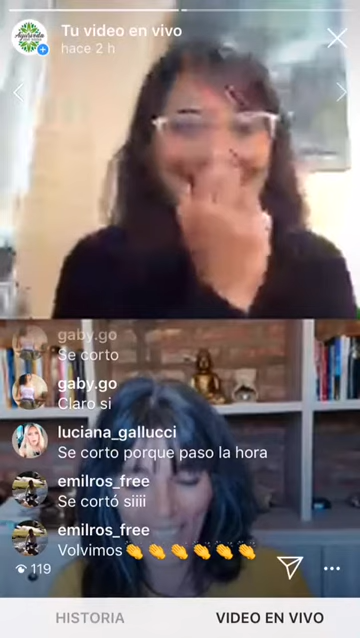 Ayurveda
Tu video en vivo
hace 2 h
gaby.go
Se corto
gaby.go
Claro si
luciana_gallucci
Se corto porque paso la hora
emilros_free
Se cortó siiii
emilros_free
Volvimos👏👏👏👏👏👏
119
HISTORIA
VIDEO EN VIVO